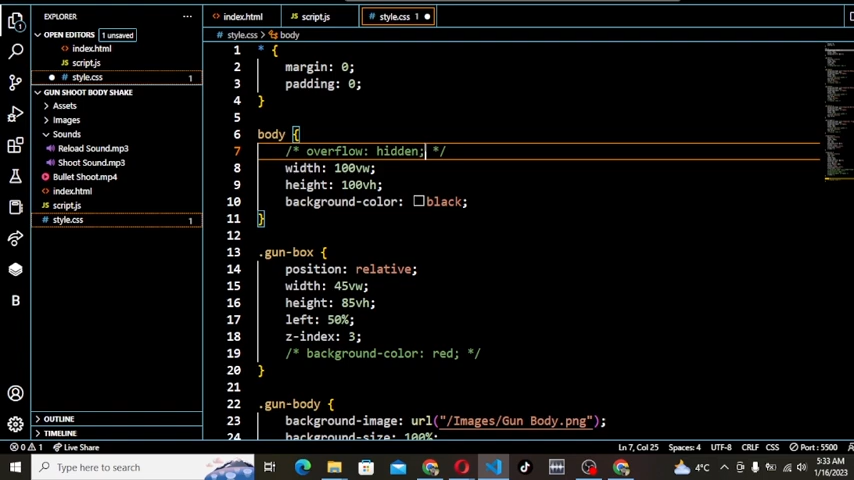 EXPLORER
index.html
script.js
style.css 1
OPEN EDITORS
1 unsaved
style.css > body
index.html
script.js
style.css 1
GUN SHOOT BODY SHAKE
Assets
Images
Sounds
Reload Sound.mp3
Shoot Sound.mp3
Bullet Shoot.mp4
index.html
script.js
style.css 1
B
OUTLINE
TIMELINE
1 * {
2 margin: 0;
3 padding: 0;
4 }
5
6 body {
7 /* overflow: hidden; */
8 width: 100vw;
9 height: 100vh;
10 background-color: black;
11 }
12
13 .gun-box {
14 position: relative;
15 width: 45vw;
16 height: 85vh;
17 left: 50%;
18 z-index: 3;
19 /* background-color: red; */
20 }
21
22 .gun-body {
23 background-image: url("/Images/Gun Body.png");
24 background-size: 100%;
0 1 Live Share
Ln 7, Col 25 Spaces: 4 UTF-8 CRLF CSS Port : 5500
Type here to search
4°C
5:33 AM
1/16/2023